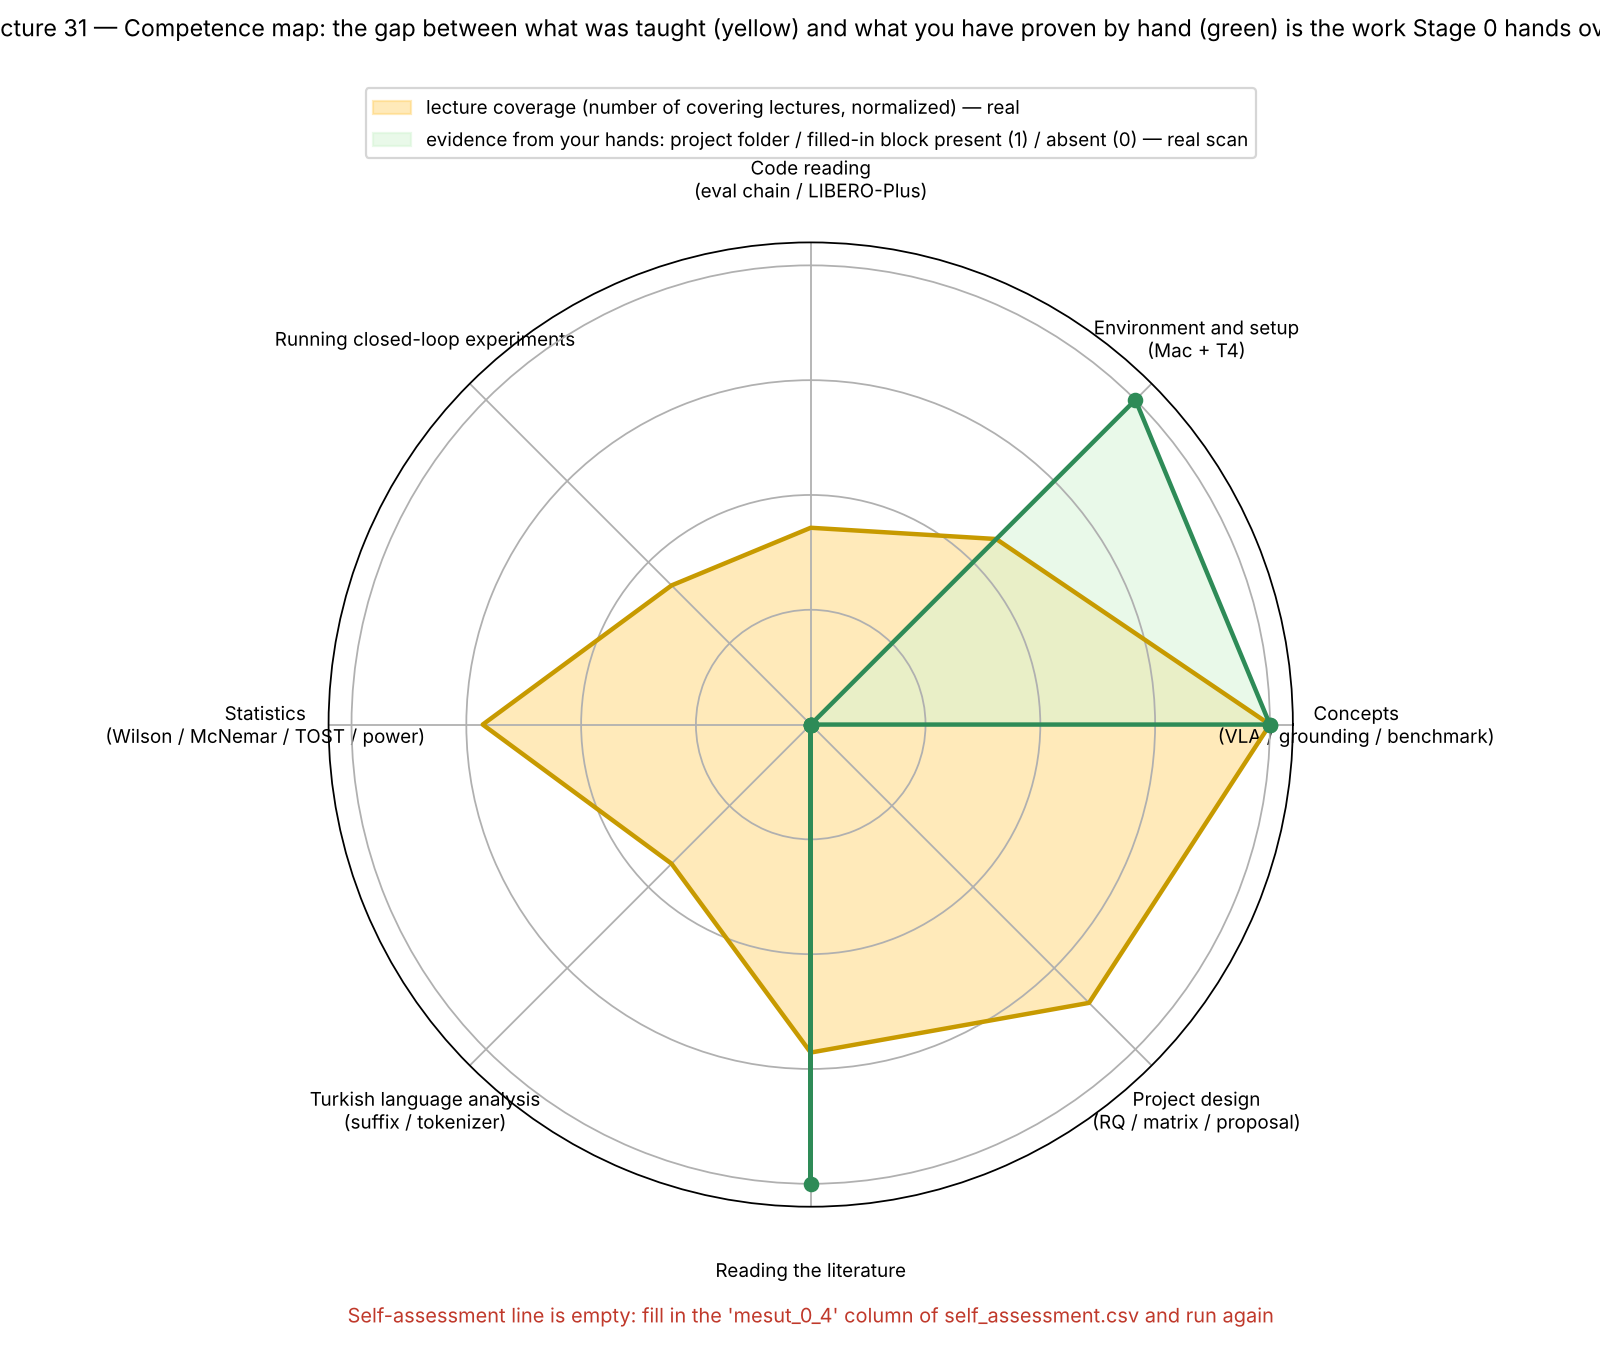 cture 31 — Competence map: the gap between what was taught (yellow) and what you have proven by hand (green) is the work Stage 0 hands ov
lecture coverage (number of covering lectures, normalized) — real
evidence from your hands: project folder / filled-in block present (1) / absent (0) — real scan
Code reading
(eval chain / LIBERO-Plus)
Environment and setup
(Mac + T4)
Running closed-loop experiments
Statistics
(Wilson / McNemar / TOST / power)
Concepts
(VLA / grounding / benchmark)
Turkish language analysis
(suffix / tokenizer)
Project design
(RQ / matrix / proposal)
Reading the literature
Self-assessment line is empty: fill in the 'mesut_0_4' column of self_assessment.csv and run again